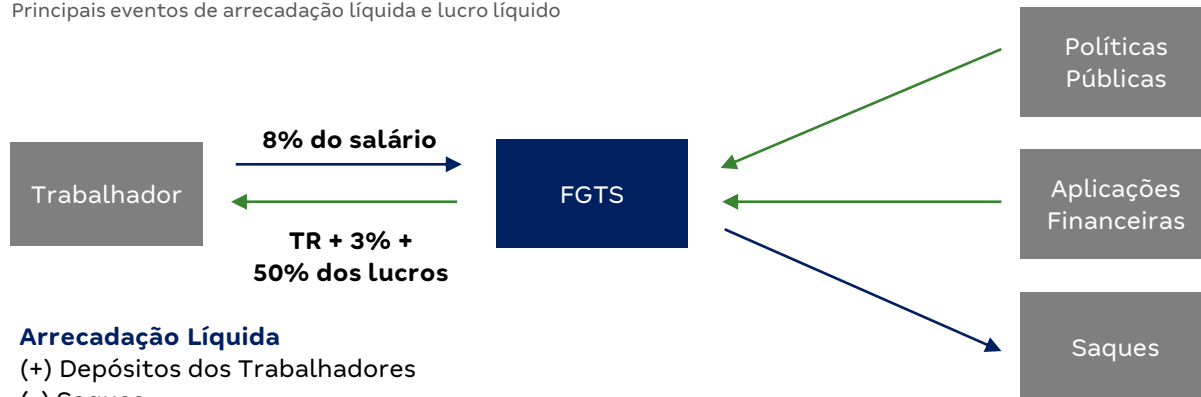 Principais eventos de arrecadação líquida e lucro líquido
Políticas
Públicas
8% do salário
Trabalhador
FGTS
Aplicações
Financeiras
TR + 3% +
50% dos lucros
Arrecadação Líquida
(+) Depósitos dos Trabalhadores
Saques